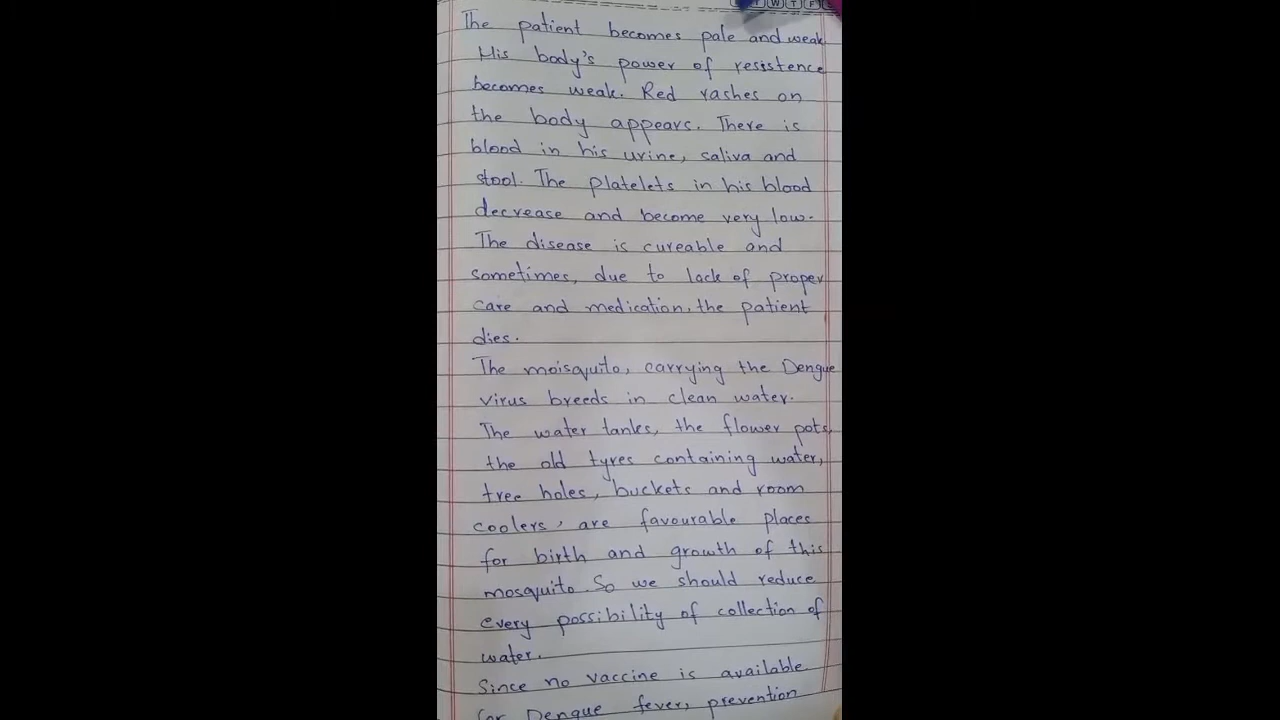 W T F
The patient becomes pale and weak
His body's power of resistence
becomes weak. Red rashes on
the body appears. There is
blood in his urine, saliva and
stool. The platelets in his blood
decrease and become very low.
The disease is cureable and
sometimes, due to lack of proper
care and medication, the patient
dies.
The moisquito, carrying the Dengue
virus breeds in clean water.
The water tanks, the flower pots,
the old tyres containing water,
tree holes, buckets and room
coolers, are favourable places
for birth and growth of this
mosquito. So we should reduce
every possibility of collection of
water.
Since no vaccine is available
for Dengue fever, prevention